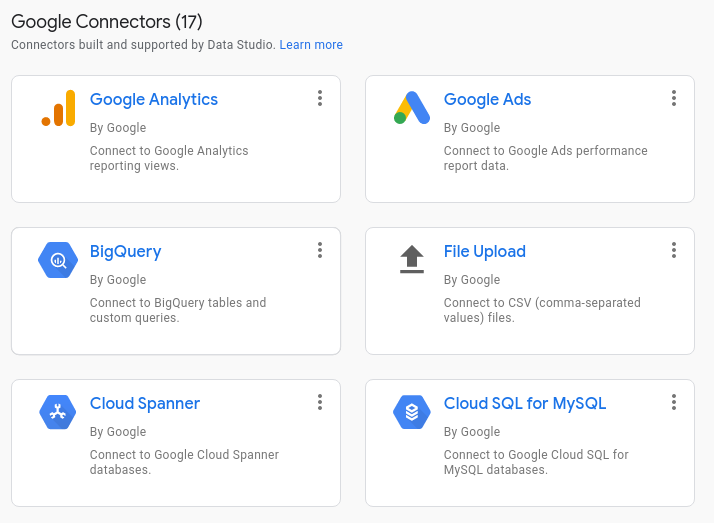 Google Connectors (17)
Connectors built and supported by Data Studio. Learn more
Google Analytics
By Google
Connect to Google Analytics
reporting views.
Google Ads
By Google
Connect to Google Ads performance
report data.
BigQuery
By Google
Connect to BigQuery tables and
custom queries.
File Upload
By Google
Connect to CSV (comma-separated
values) files.
Cloud Spanner
By Google
Connect to Google Cloud Spanner
databases.
Cloud SQL for MySQL
By Google
Connect to Google Cloud SQL for
MySQL databases.